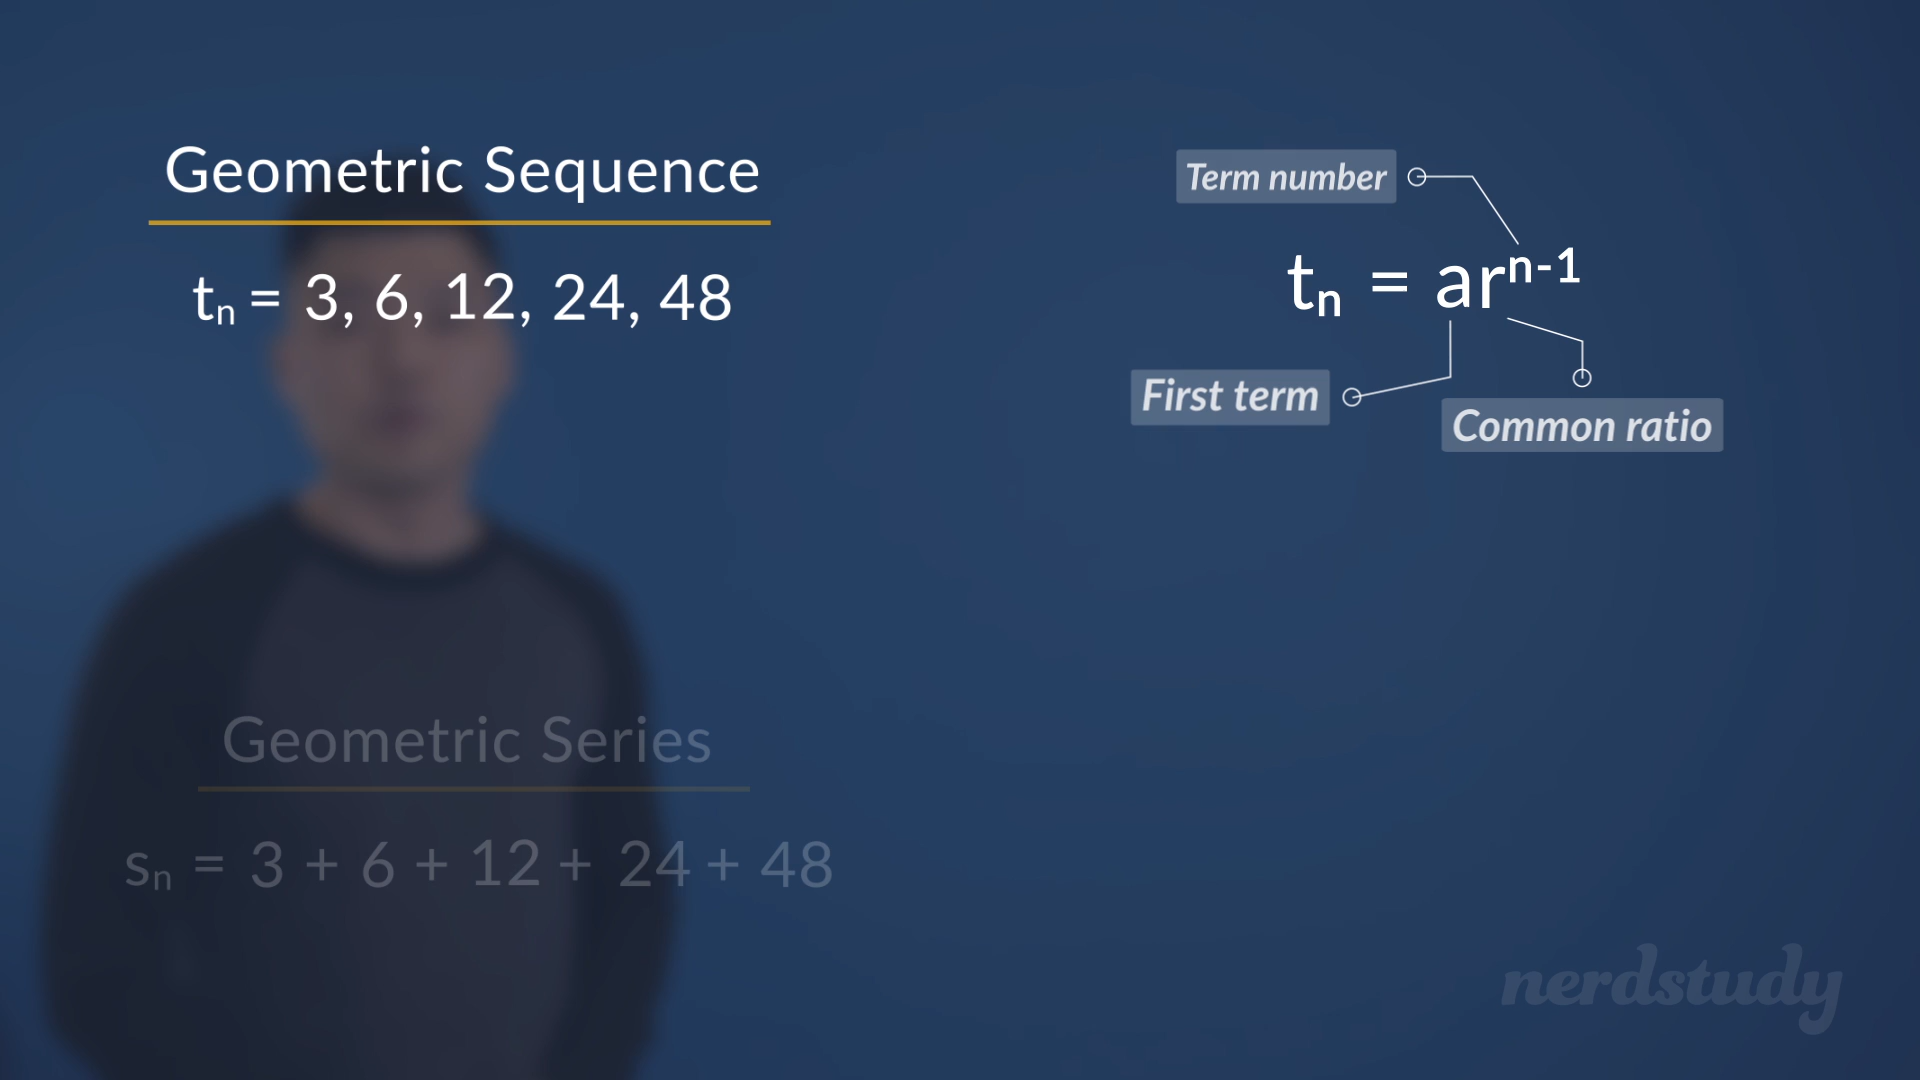 Geometric Sequence
tₙ = 3, 6, 12, 24, 48
Term number
tₙ = arⁿ⁻¹
First term
Common ratio
Geometric Series
sₙ = 3 + 6 + 12 + 24 + 48
nerdstudy